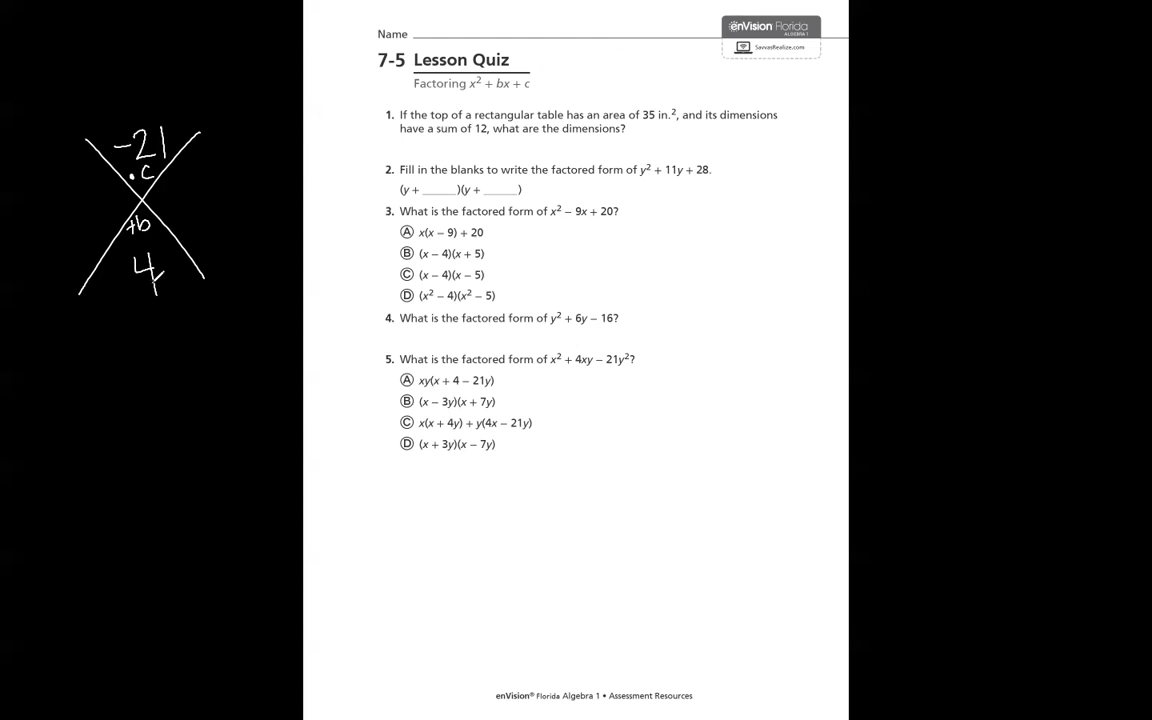 Name
enVision Florida
ALGEBRA 1
SavvasRealize.com
7-5 Lesson Quiz
Factoring x² + bx + c
1. If the top of a rectangular table has an area of 35 in.², and its dimensions
have a sum of 12, what are the dimensions?
2. Fill in the blanks to write the factored form of y² + 11y + 28.
(y + _____)(y + _____)
3. What is the factored form of x² – 9x + 20?
Ⓐ x(x – 9) + 20
Ⓑ (x – 4)(x + 5)
Ⓒ (x – 4)(x – 5)
Ⓓ (x² – 4)(x² – 5)
4. What is the factored form of y² + 6y – 16?
5. What is the factored form of x² + 4xy – 21y²?
Ⓐ xy(x + 4 – 21y)
Ⓑ (x – 3y)(x + 7y)
Ⓒ x(x + 4y) + y(4x – 21y)
Ⓓ (x + 3y)(x – 7y)
-21
• c
+b
4
enVision® Florida Algebra 1 • Assessment Resources